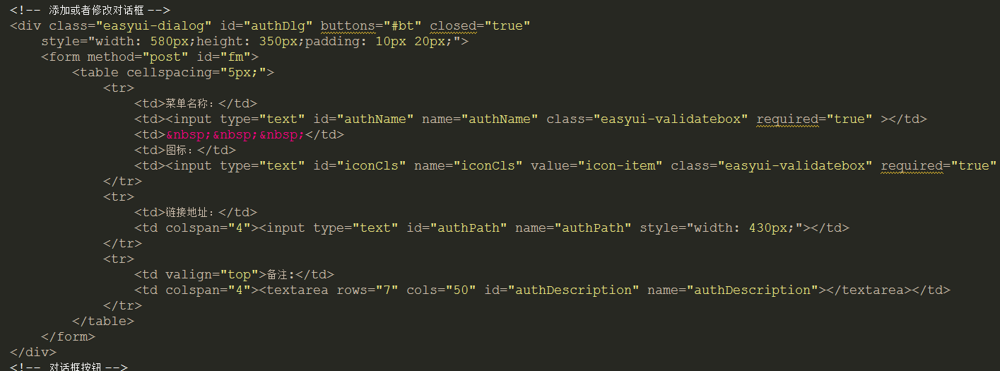 <!-- 添加或者修改对话框 -->
<div class="easyui-dialog" id="authDlg" buttons="#bt" closed="true"
style="width: 580px;height: 350px;padding: 10px 20px;">
<form method="post" id="fm">
<table cellspacing="5px;">
<tr>
<td>菜单名称：</td>
<td><input type="text" id="authName" name="authName" class="easyui-validatebox" required="true" ></td>
<td>&nbsp;&nbsp;&nbsp;</td>
<td>图标：</td>
<td><input type="text" id="iconCls" name="iconCls" value="icon-item" class="easyui-validatebox" required="true"
</tr>
<tr>
<td>链接地址：</td>
<td colspan="4"><input type="text" id="authPath" name="authPath" style="width: 430px;"></td>
</tr>
<tr>
<td valign="top">备注:</td>
<td colspan="4"><textarea rows="7" cols="50" id="authDescription" name="authDescription"></textarea></td>
</tr>
</table>
</form>
</div>
<!-- 对话框按钮 -->